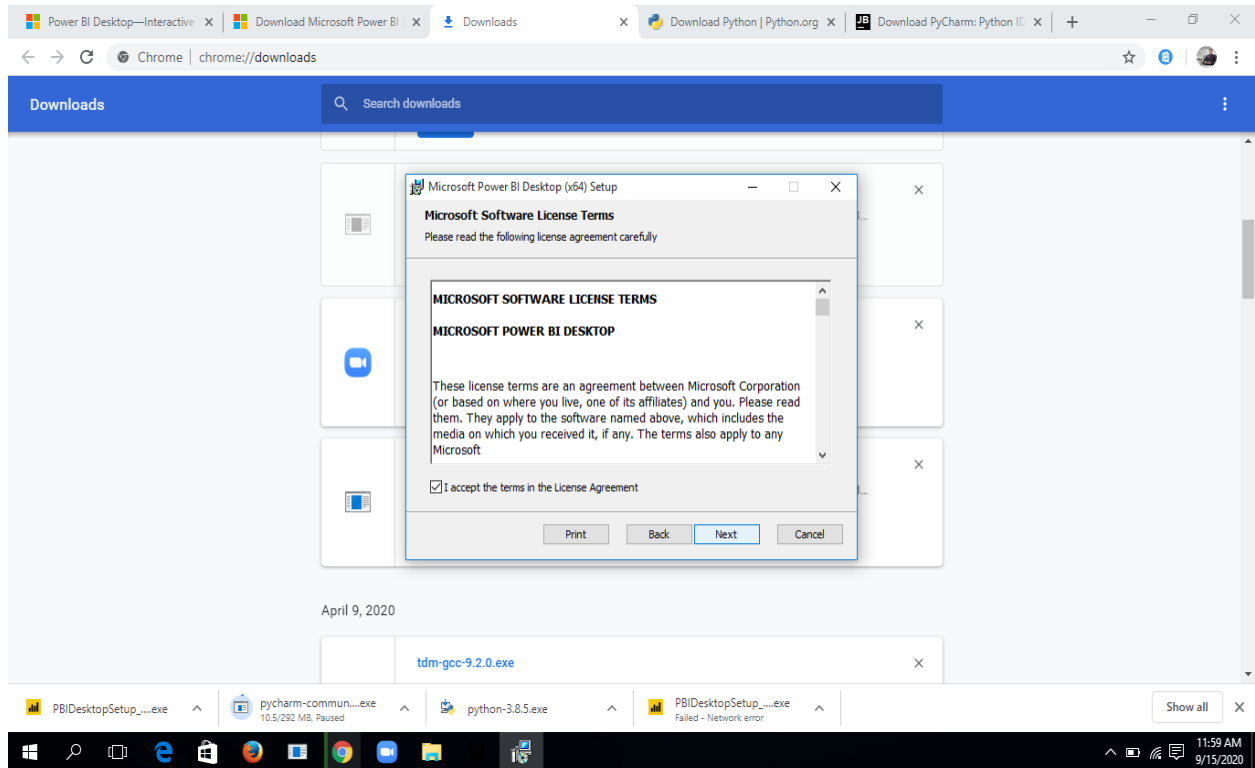 Power BI Desktop—Interactive
Download Microsoft Power BI
Downloads
Download Python | Python.org
Download PyCharm: Python ID
Chrome | chrome://downloads
Downloads
Search downloads
Microsoft Power BI Desktop (x64) Setup
Microsoft Software License Terms
Please read the following license agreement carefully
MICROSOFT SOFTWARE LICENSE TERMS
MICROSOFT POWER BI DESKTOP
These license terms are an agreement between Microsoft Corporation
(or based on where you live, one of its affiliates) and you. Please read
them. They apply to the software named above, which includes the
media on which you received it, if any. The terms also apply to any
Microsoft
I accept the terms in the License Agreement
Print
Back
Next
Cancel
April 9, 2020
tdm-gcc-9.2.0.exe
PBIDesktopSetup_....exe
pycharm-commun....exe
10.5/292 MB, Paused
python-3.8.5.exe
PBIDesktopSetup_....exe
Failed - Network error
Show all
11:59 AM
9/15/2020